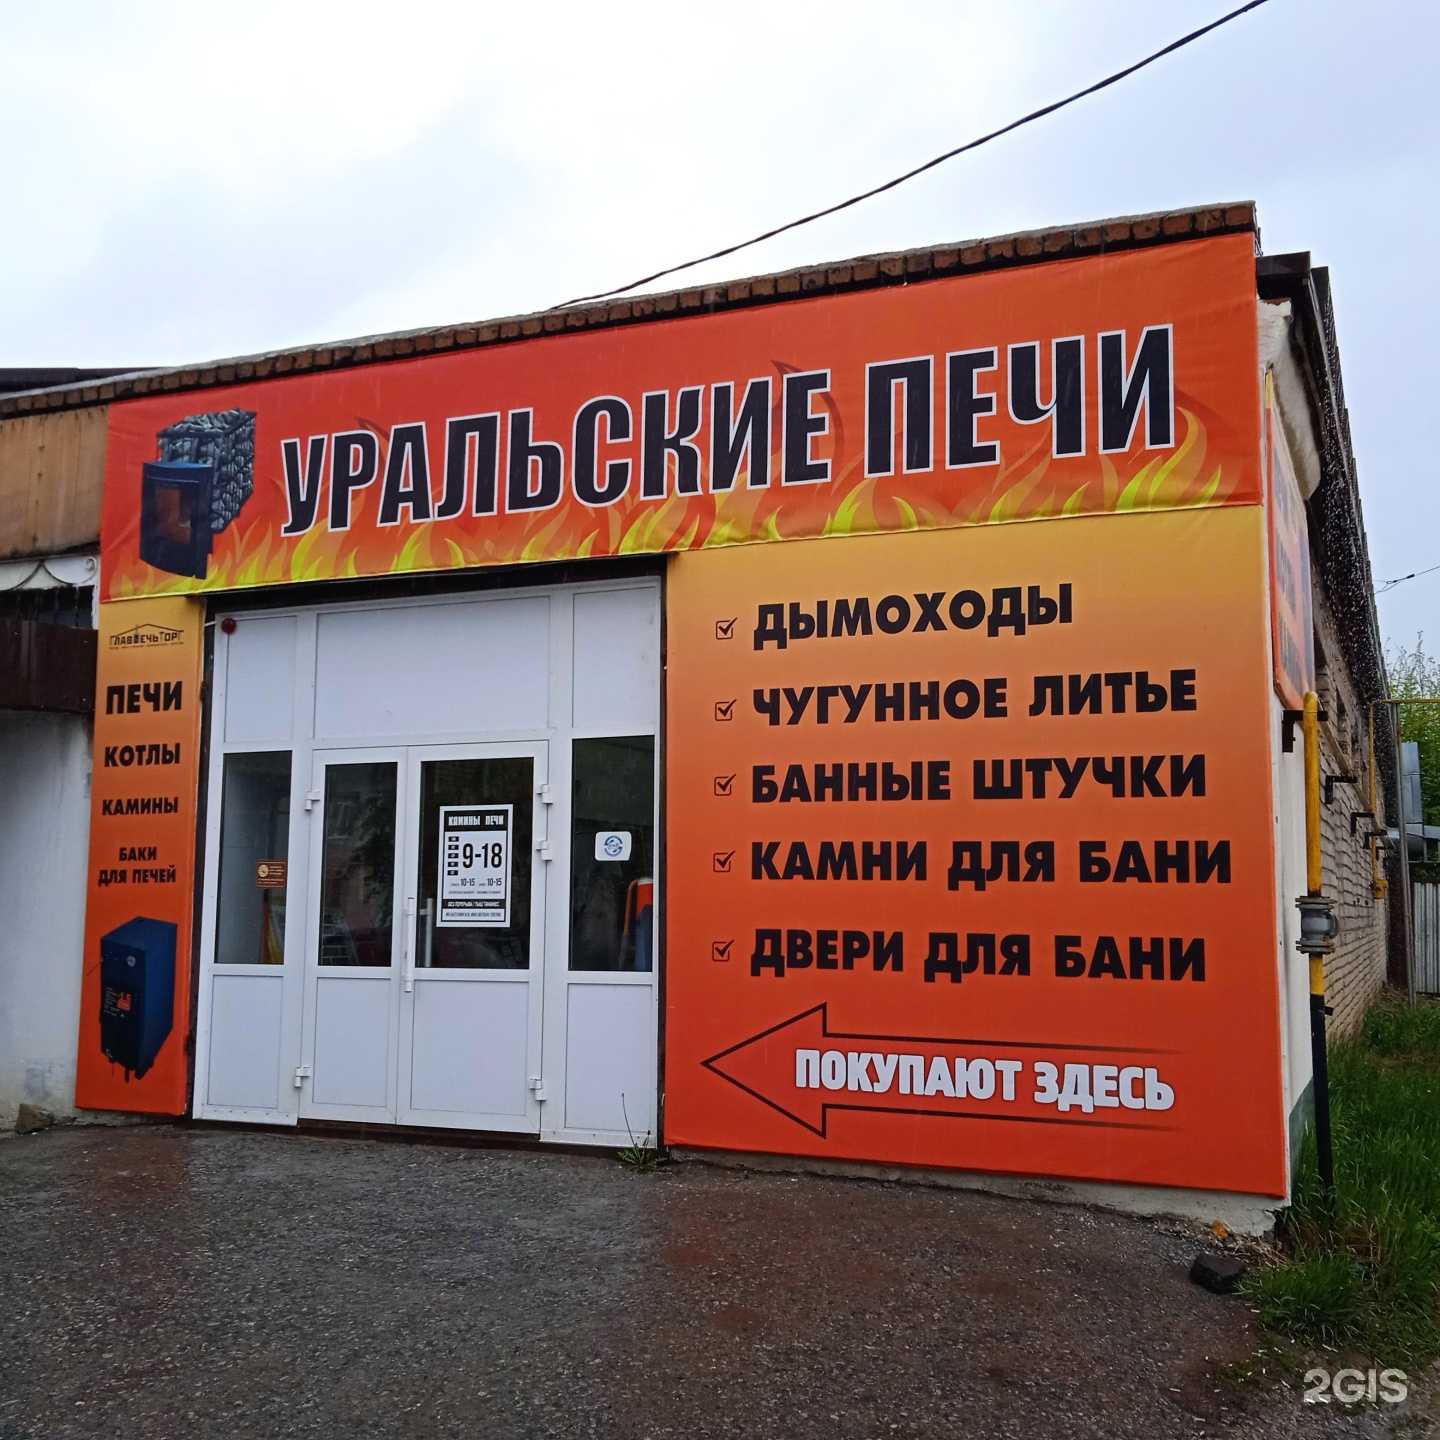 УРАЛЬСКИЕ ПЕЧИ
ГЛАВПЕЧЬТОРГ
ПЕЧИ
КОТЛЫ
КАМИНЫ
БАКИ
ДЛЯ ПЕЧЕЙ
КАМИНЫ ПЕЧИ
9-18
10-15 10-15
ДЫМОХОДЫ
ЧУГУННОЕ ЛИТЬЕ
БАННЫЕ ШТУЧКИ
КАМНИ ДЛЯ БАНИ
ДВЕРИ ДЛЯ БАНИ
ПОКУПАЮТ ЗДЕСЬ
2GIS